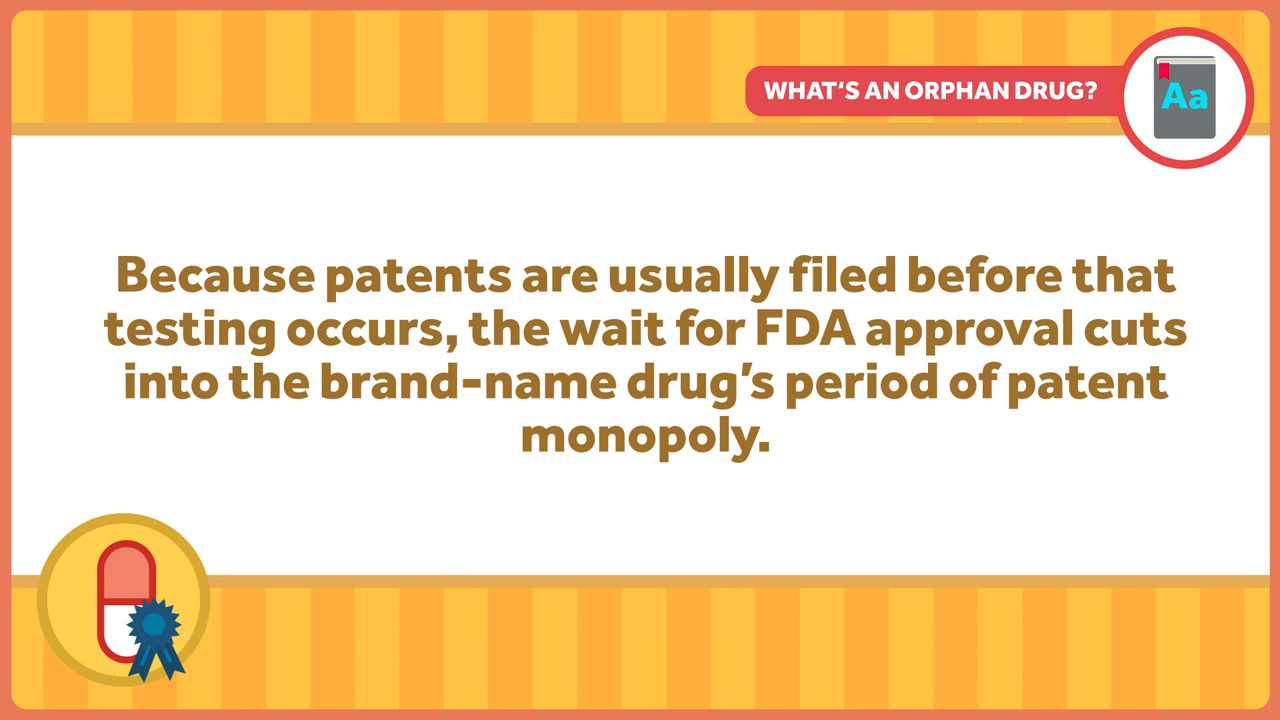 WHAT'S AN ORPHAN DRUG?
Aa
Because patents are usually filed before that
testing occurs, the wait for FDA approval cuts
into the brand-name drug's period of patent
monopoly.